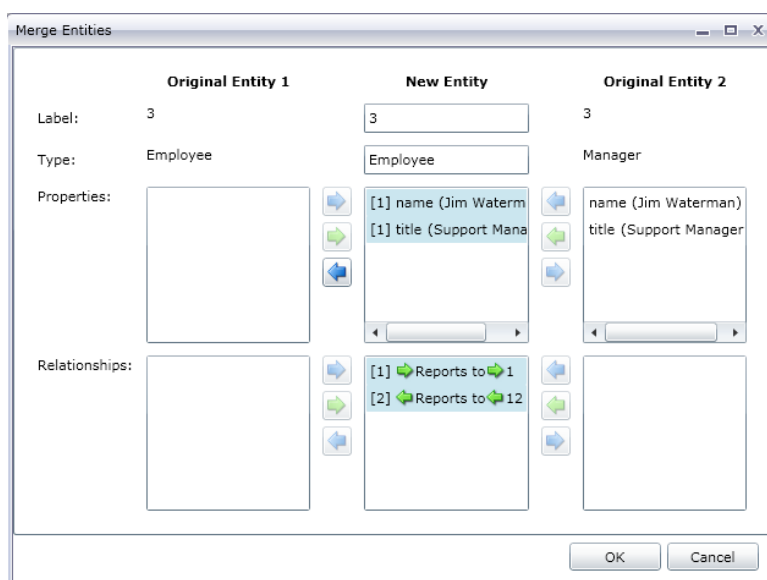 Merge Entities
Original Entity 1 New Entity Original Entity 2
Label: 3 3 3
Type: Employee Employee Manager
Properties: [1] name (Jim Waterm name (Jim Waterman)
[1] title (Support Mana title (Support Manager
Relationships: [1] Reports to 1
[2] Reports to 12
OK Cancel